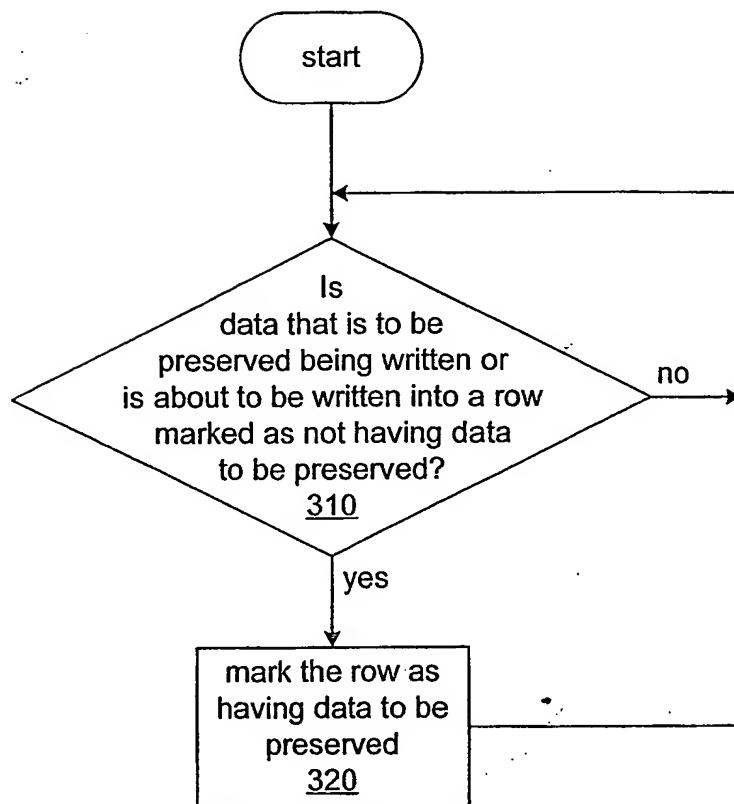 start
Is
data that is to be
preserved being written or
is about to be written into a row
marked as not having data
to be preserved?
310
no
yes
mark the row as
having data to be
preserved
320